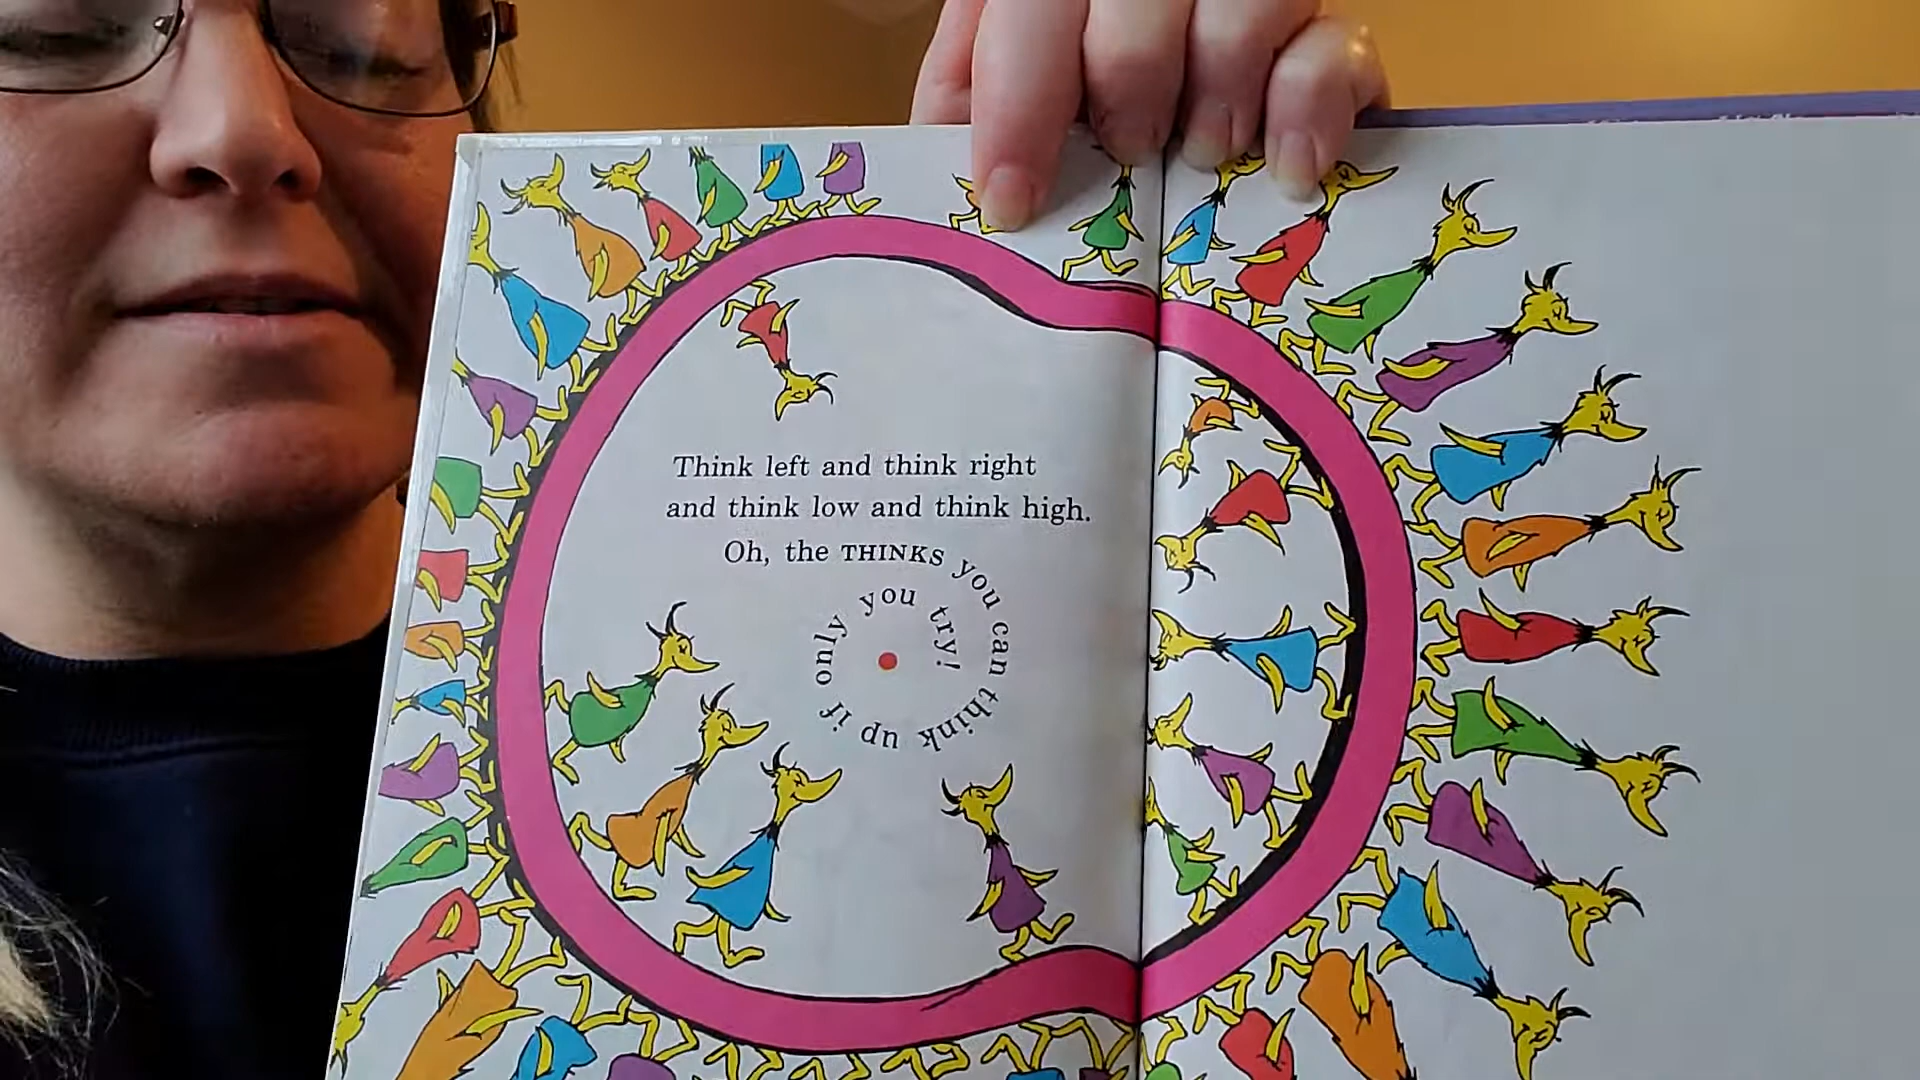 Think left and think right
and think low and think high.
Oh, the THINKS you can think up if only you try!